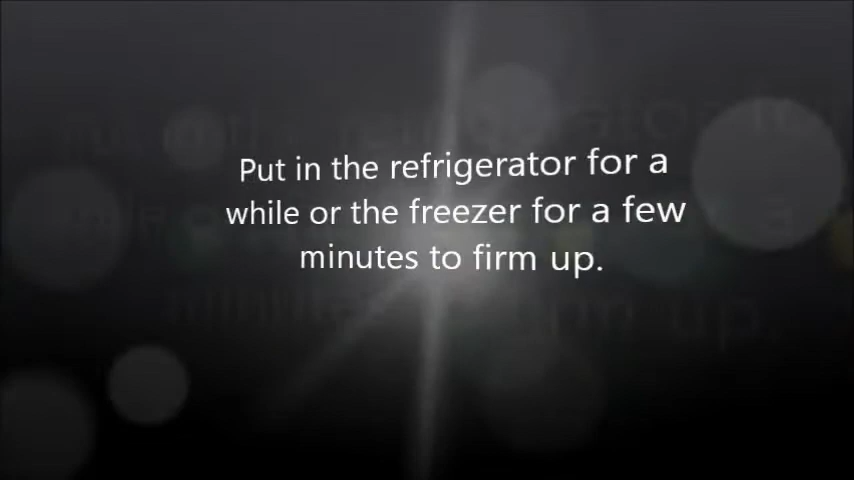 Put in the refrigerator for a
while or the freezer for a few
minutes to firm up.